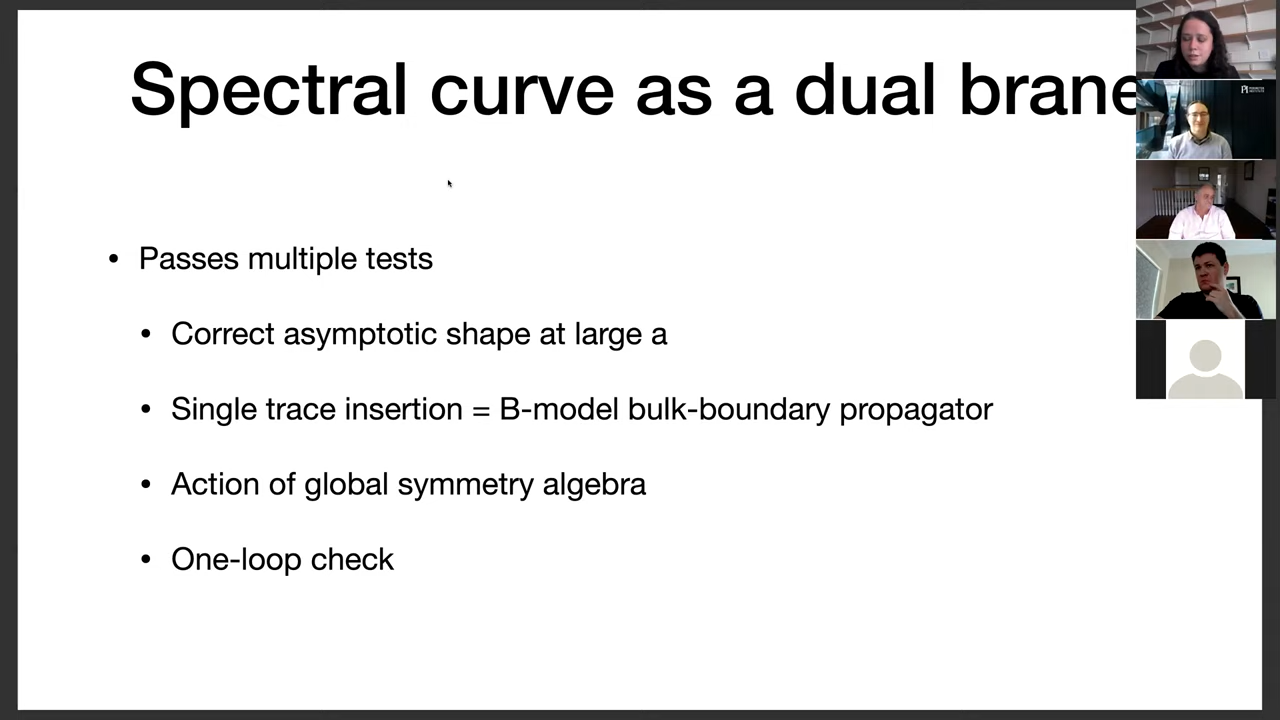 Spectral curve as a dual brane
• Passes multiple tests
• Correct asymptotic shape at large a
• Single trace insertion = B-model bulk-boundary propagator
• Action of global symmetry algebra
• One-loop check